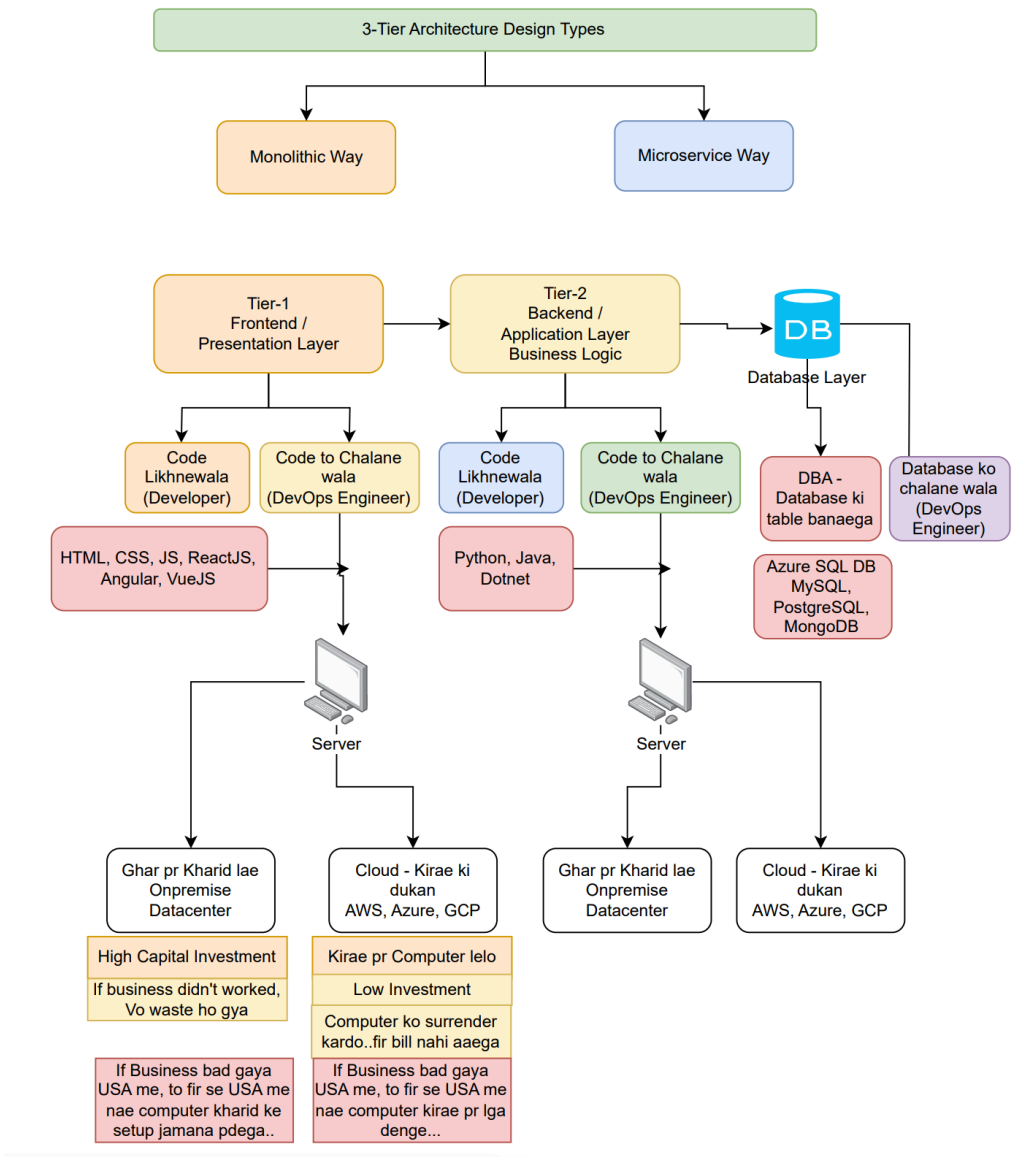 3-Tier Architecture Design Types
Monolithic Way
Microservice Way
Tier-1
Frontend /
Presentation Layer
Tier-2
Backend /
Application Layer
Business Logic
DB
Database Layer
Code
Likhnewala
(Developer)
Code to Chalane
wala
(DevOps Engineer)
Code
Likhnewala
(Developer)
Code to Chalane
wala
(DevOps Engineer)
DBA -
Database ki
table banaega
Database ko
chalane wala
(DevOps
Engineer)
HTML, CSS, JS, ReactJS,
Angular, VueJS
Python, Java,
Dotnet
Azure SQL DB
MySQL,
PostgreSQL,
MongoDB
Server
Server
Ghar pr Kharid lae
Onpremise
Datacenter
Cloud - Kirae ki
dukan
AWS, Azure, GCP
Ghar pr Kharid lae
Onpremise
Datacenter
Cloud - Kirae ki
dukan
AWS, Azure, GCP
High Capital Investment
If business didn't worked,
Vo waste ho gya
Kirae pr Computer lelo
Low Investment
Computer ko surrender
kardo..fir bill nahi aaega
If Business bad gaya
USA me, to fir se USA me
nae computer kharid ke
setup jamana pdega..
If Business bad gaya
USA me, to fir se USA me
nae computer kirae pr lga
denge...